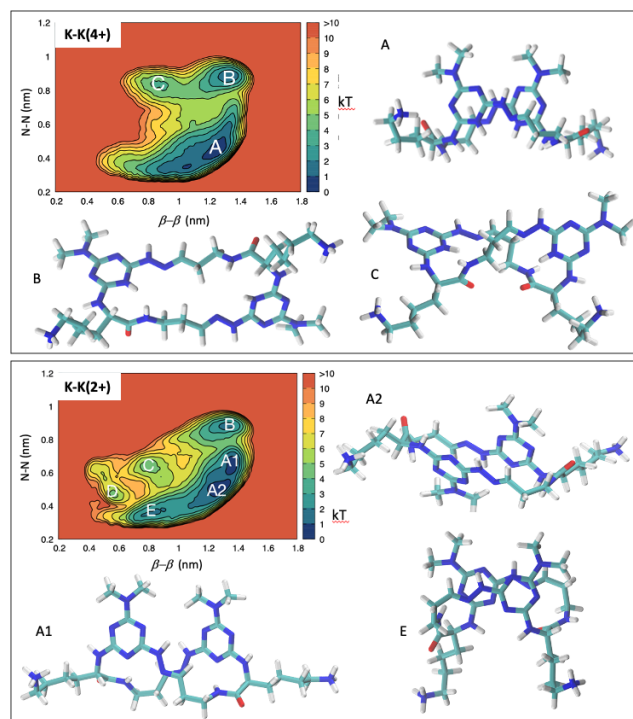 K-K(4+)
N-N (nm)
1.2
1
0.8
0.6
0.4
0.2
0.2 0.4 0.6 0.8 1 1.2 1.4 1.6 1.8
β–β (nm)
C
B
A
>10
10
9
8
7
6
5
4
3
2
1
0
kT
A
B
C
K-K(2+)
N-N (nm)
1.2
1
0.8
0.6
0.4
0.2
0.2 0.4 0.6 0.8 1 1.2 1.4 1.6 1.8
β–β (nm)
B
C
A1
D
A2
E
>10
10
9
8
7
6
5
4
3
2
1
0
kT
A2
A1
E